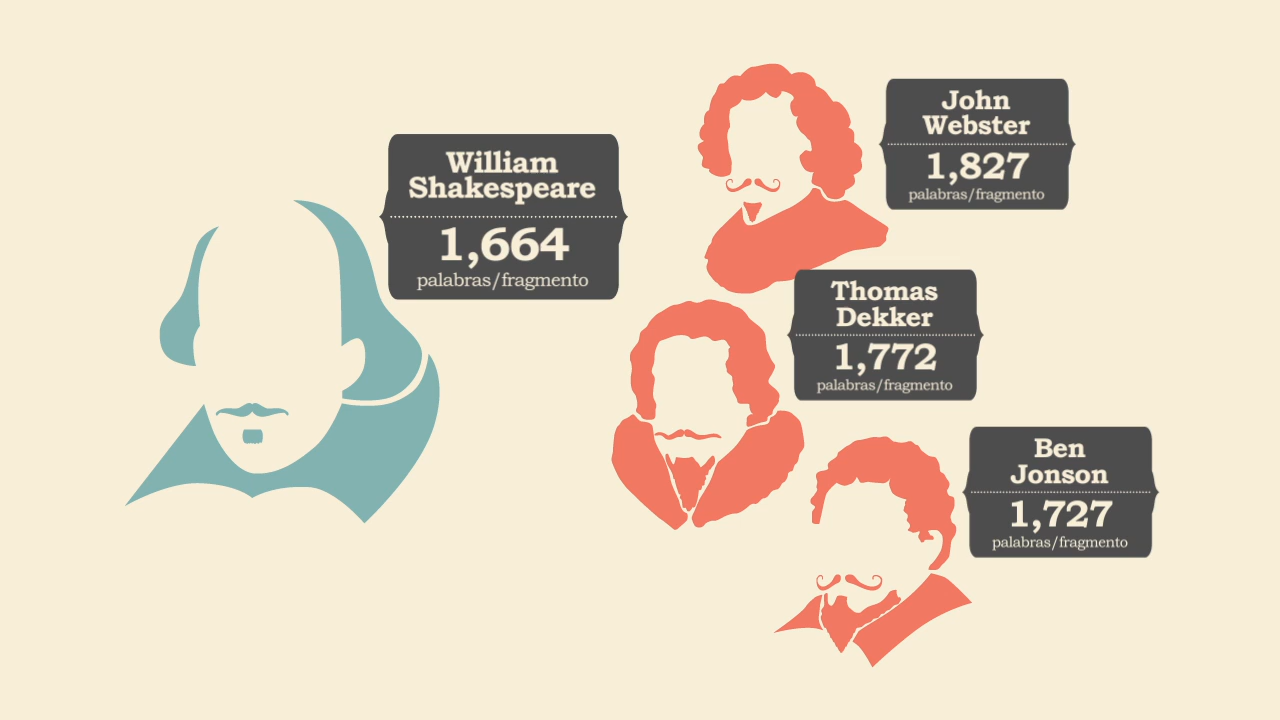 William
Shakespeare
1,664
palabras/fragmento
John
Webster
1,827
palabras/fragmento
Thomas
Dekker
1,772
palabras/fragmento
Ben
Jonson
1,727
palabras/fragmento